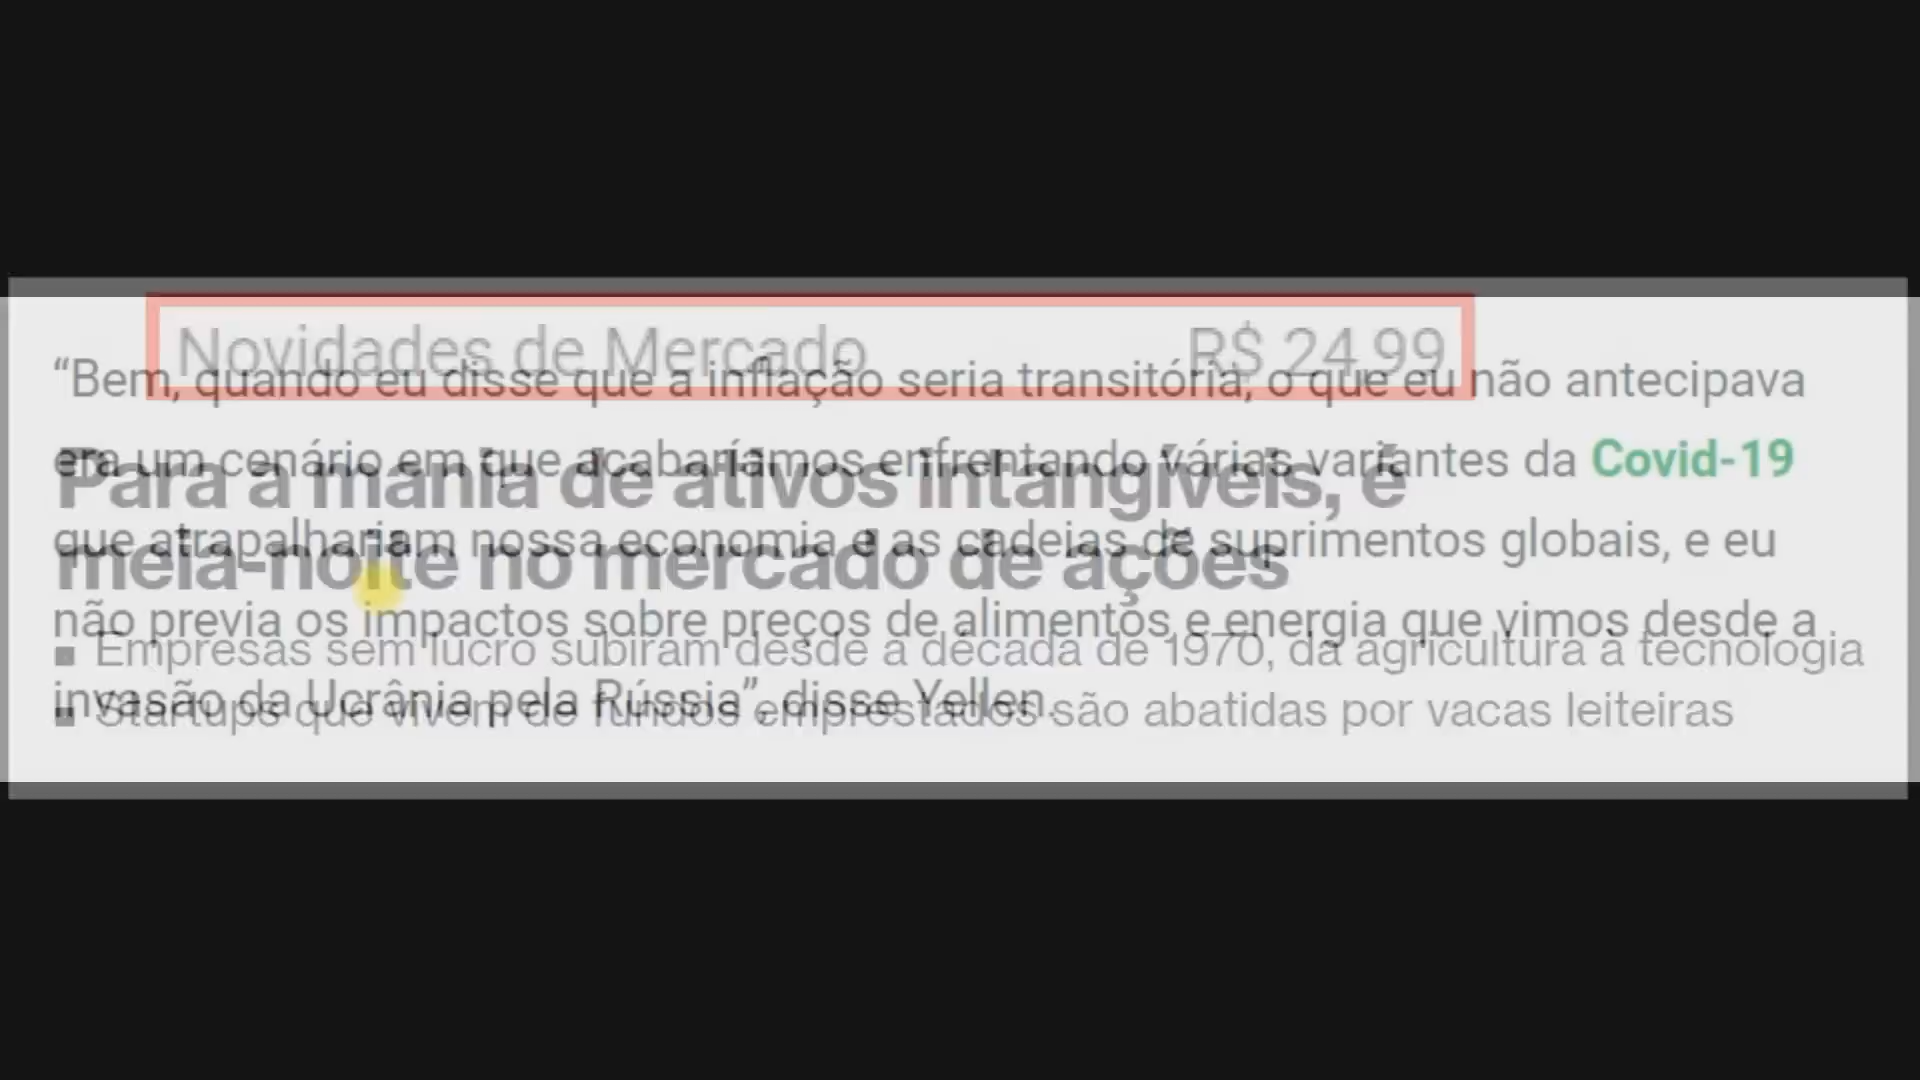 Novidades de Mercado R$ 24,99
“Bem, quando eu disse que a inflação seria transitória, o que eu não antecipava
era um cenário em que acabaríamos enfrentando várias variantes da Covid-19
que atrapalhariam nossa economia e as cadeias de suprimentos globais, e eu
não previa os impactos sobre preços de alimentos e energia que vimos desde a
invasão da Ucrânia pela Rússia”, disse Yellen.
Para a mania de ativos intangíveis, é
meia-noite no mercado de ações
▪ Empresas sem lucro subiram desde a década de 1970, da agricultura à tecnologia
▪ Startups que vivem de fundos emprestados são abatidas por vacas leiteiras